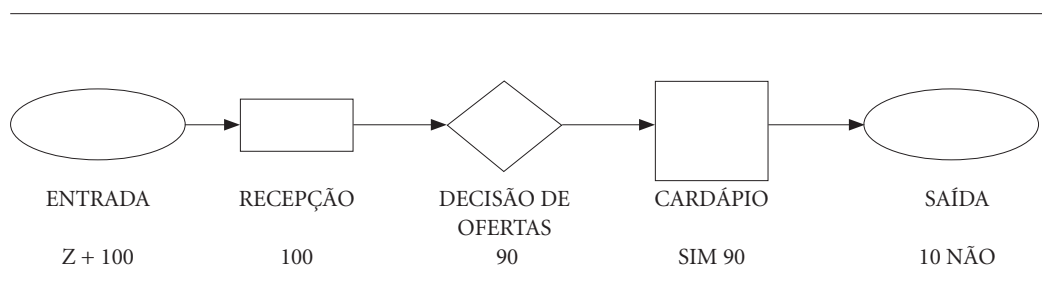 ENTRADA
RECEPÇÃO
DECISÃO DE
OFERTAS
CARDÁPIO
SAÍDA
Z + 100
100
90
SIM 90
10 NÃO